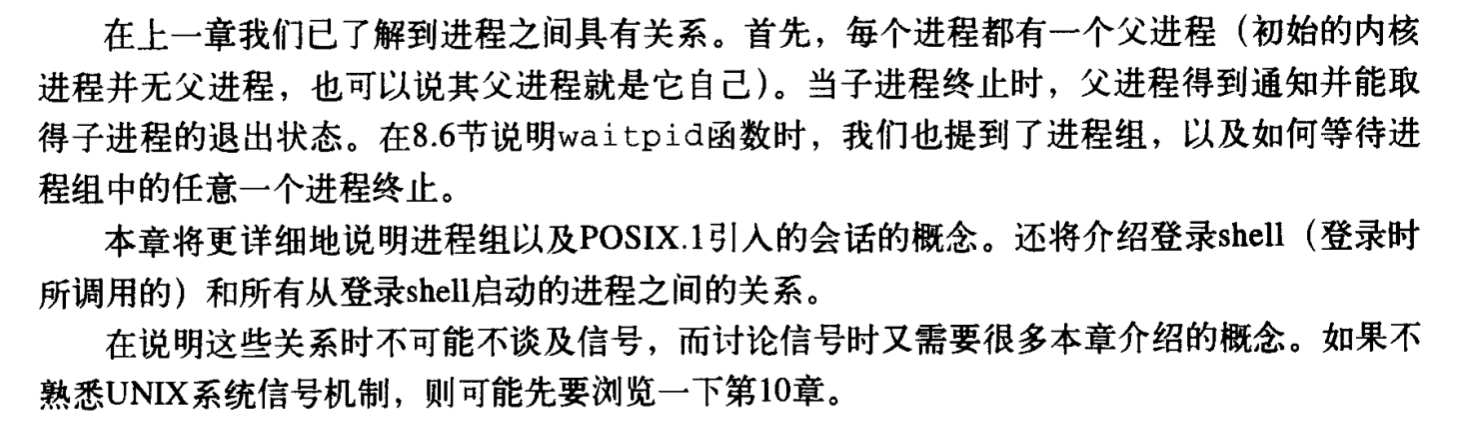 在上一章我们已了解到进程之间具有关系。首先，每个进程都有一个父进程（初始的内核
进程并无父进程，也可以说其父进程就是它自己）。当子进程终止时，父进程得到通知并能取
得子进程的退出状态。在8.6节说明waitpid函数时，我们也提到了进程组，以及如何等待进
程组中的任意一个进程终止。
本章将更详细地说明进程组以及POSIX.1引入的会话的概念。还将介绍登录shell（登录时
所调用的）和所有从登录shell启动的进程之间的关系。
在说明这些关系时不可能不谈及信号，而讨论信号时又需要很多本章介绍的概念。如果不
熟悉UNIX系统信号机制，则可能先要浏览一下第10章。